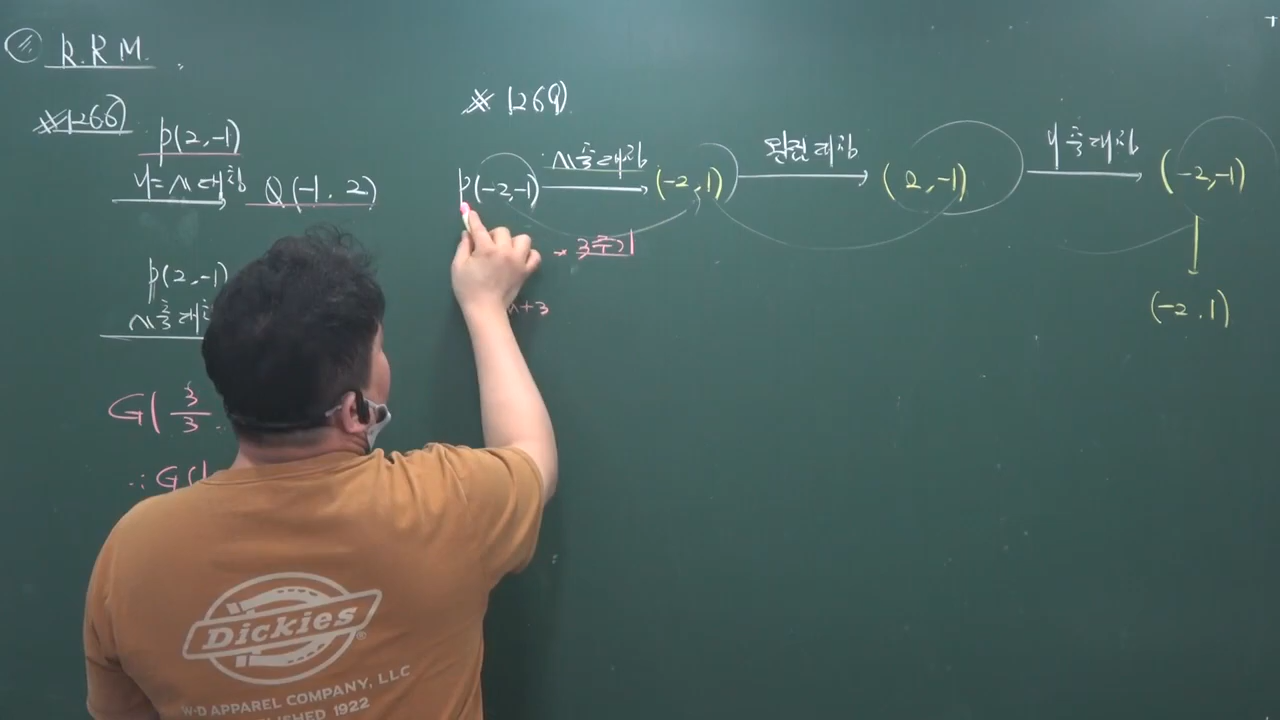 R.P.M.
※1266)
P(2,-1)
y=x 대칭 Q(-1, 2)
P(2,-1)
x축 대칭
G( 3/3
∴ G(1
※ 1269)
P(-2,-1) x축 대칭 (-2,1) 원점 대칭 (2,-1) y축 대칭 (-2,-1)
3주기
(-2, 1)
+3
Dickies
W-D APPAREL COMPANY, LLC
1922